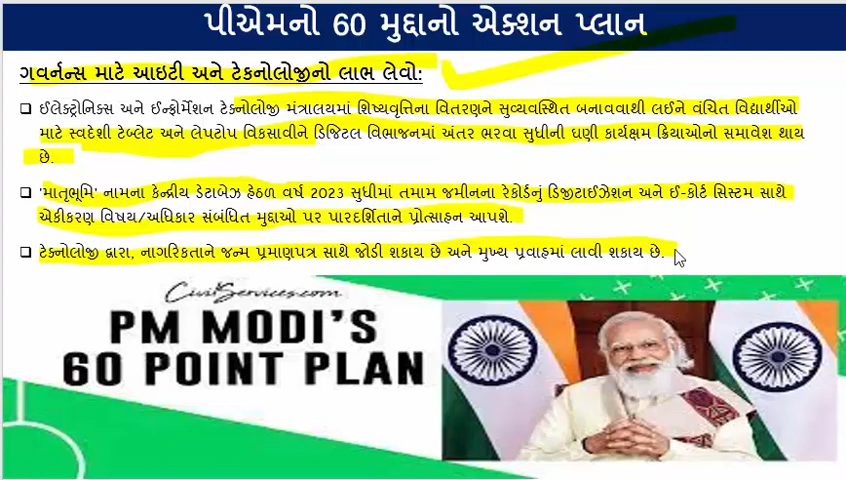 પીએમનો 60 મુદ્દાનો એક્શન પ્લાન
ગવર્નન્સ માટે આઇટી અને ટેકનોલોજીનો લાભ લેવો:
ઈલેક્ટ્રોનિક્સ અને ઈન્ફોર્મેશન ટેકનોલોજી મંત્રાલયમાં શિષ્યવૃત્તિના વિતરણને સુવ્યવસ્થિત બનાવવાથી લઈને વંચિત વિદ્યાર્થીઓ
માટે સ્વદેશી ટેબ્લેટ અને લેપટોપ વિકસાવીને ડિજિટલ વિભાજનમાં અંતર ભરવા સુધીની ઘણી કાર્યક્ષમ ક્રિયાઓનો સમાવેશ થાય
છે.
'માતૃભૂમિ' નામના કેન્દ્રીય ડેટાબેઝ હેઠળ વર્ષ 2023 સુધીમાં તમામ જમીનના રેકોર્ડનું ડિજીટાઈઝેશન અને ઈ-કોર્ટ સિસ્ટમ સાથે
એકીકરણ વિષય/અધિકાર સંબંધિત મુદ્દાઓ પર પારદર્શિતાને પ્રોત્સાહન આપશે.
ટેક્નોલોજી દ્વારા, નાગરિકતાને જન્મ પ્રમાણપત્ર સાથે જોડી શકાય છે અને મુખ્ય પ્રવાહમાં લાવી શકાય છે.
CivilServices.com
PM MODI'S
60 POINT PLAN